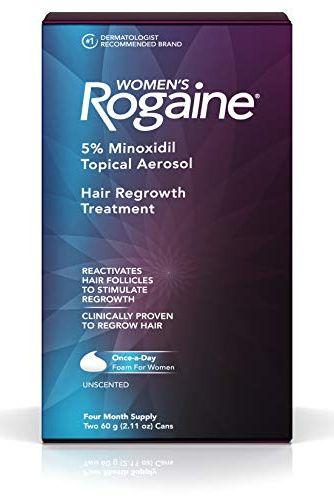 #1 DERMATOLOGIST
RECOMMENDED BRAND
WOMEN'S
Rogaine®
5% Minoxidil
Topical Aerosol
Hair Regrowth
Treatment
REACTIVATES
HAIR FOLLICLES
TO STIMULATE
REGROWTH
CLINICALLY PROVEN
TO REGROW HAIR
Once-a-Day
Foam For Women
UNSCENTED
Four Month Supply
Two 60 g (2.11 oz) Cans